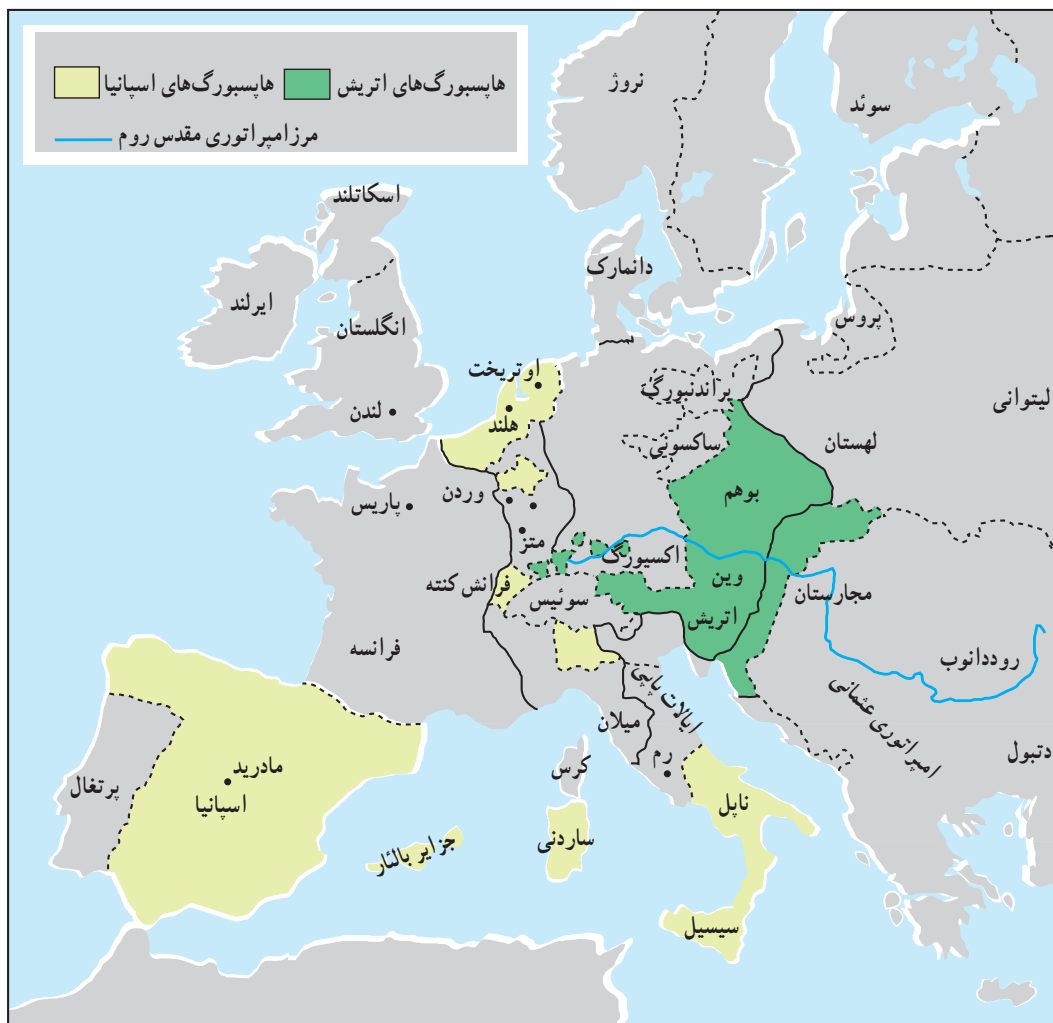 هاپسبورگ‌های اتریش
هاپسبورگ‌های اسپانیا
مرز امپراتوری مقدس روم
نروژ
سوئد
اسکاتلند
ایرلند
انگلستان
دانمارک
پروس
لندن
اوتریخت
هلند
براندنبورگ
ساکسونی
لیتوانی
لهستان
بوهم
وردن
پاریس
متز
اکسبورگ
فرانش کنته
سوئیس
وین
اتریش
مجارستان
فرانسه
رود دانوب
ایالات پاپی
میلان
امپراتوری عثمانی
دتبول
رم
کرس
پرتغال
مادرید
اسپانیا
جزایر بالئار
ساردنی
ناپل
سیسیل